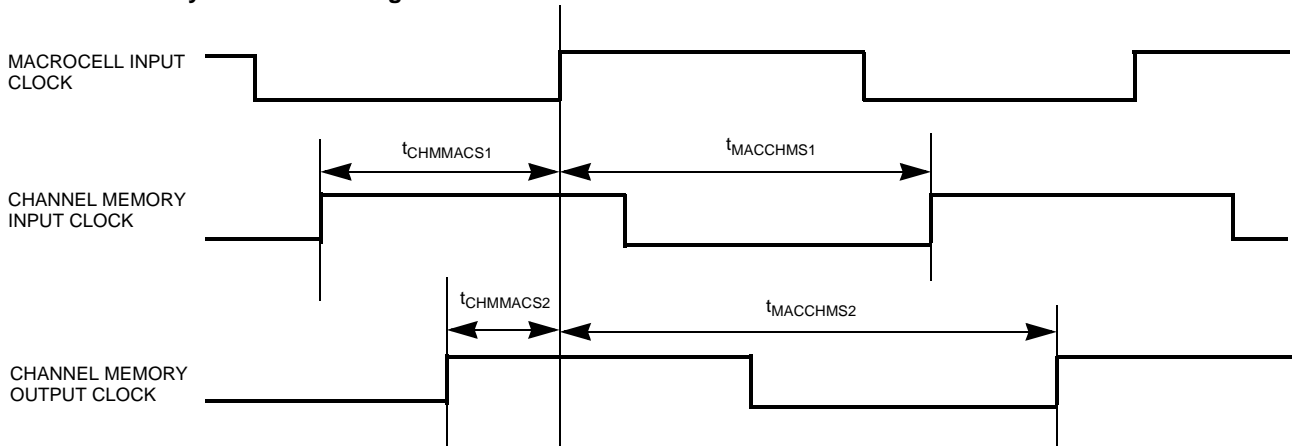 MACROCELL INPUT
CLOCK
tCHMMACS1
tMACCHMS1
CHANNEL MEMORY
INPUT CLOCK
tCHMMACS2
tMACCHMS2
CHANNEL MEMORY
OUTPUT CLOCK